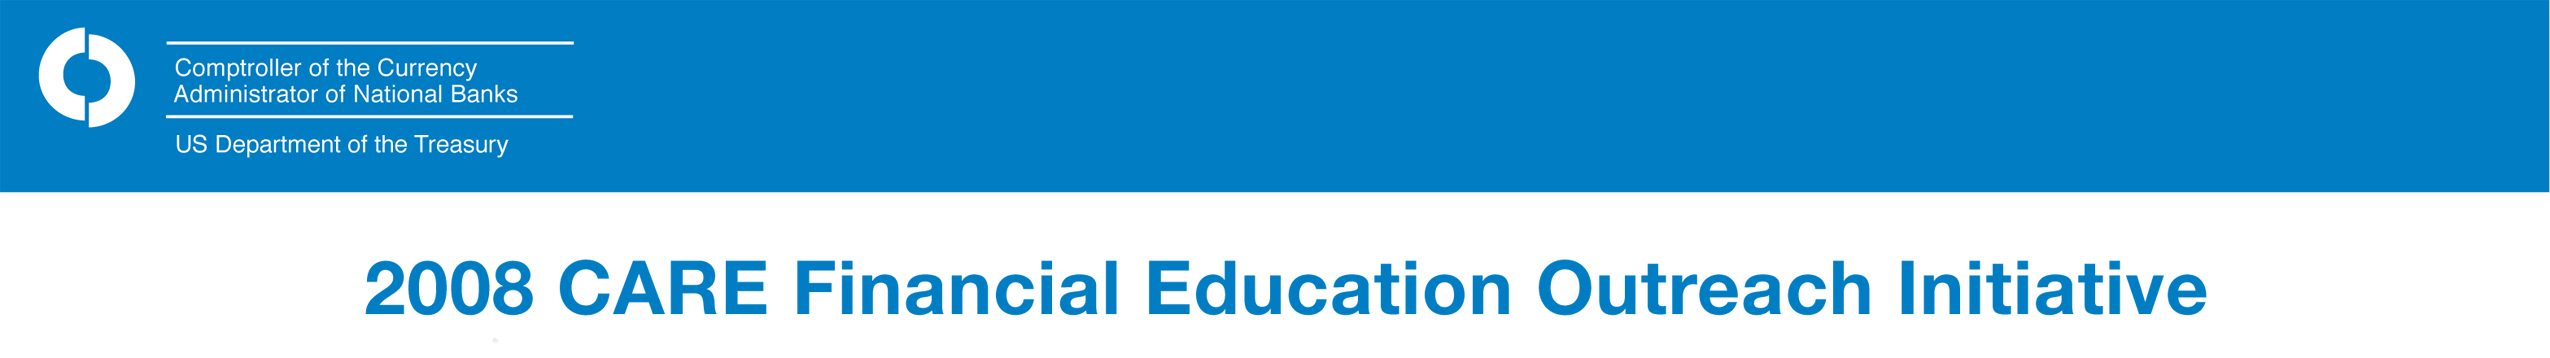 Comptroller of the Currency
Administrator of National Banks
US Department of the Treasury
2008 CARE Financial Education Outreach Initiative